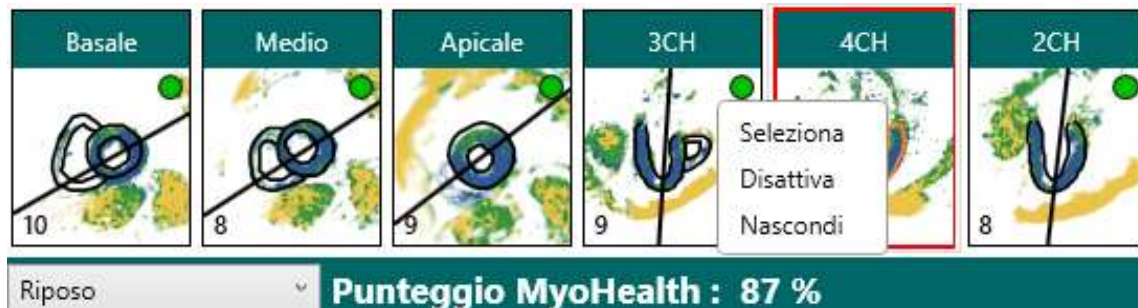 Basale
Medio
Apicale
3CH
4CH
2CH
10
8
9
9
8
Seleziona
Disattiva
Nascondi
Riposo
Punteggio MyoHealth : 87 %